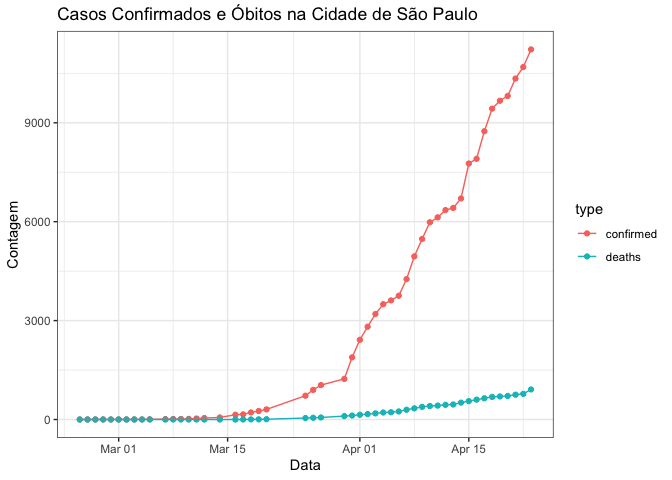 Casos Confirmados e Óbitos na Cidade de São Paulo
Contagem
9000
6000
3000
0
Mar 01
Mar 15
Apr 01
Apr 15
Data
type
confirmed
deaths